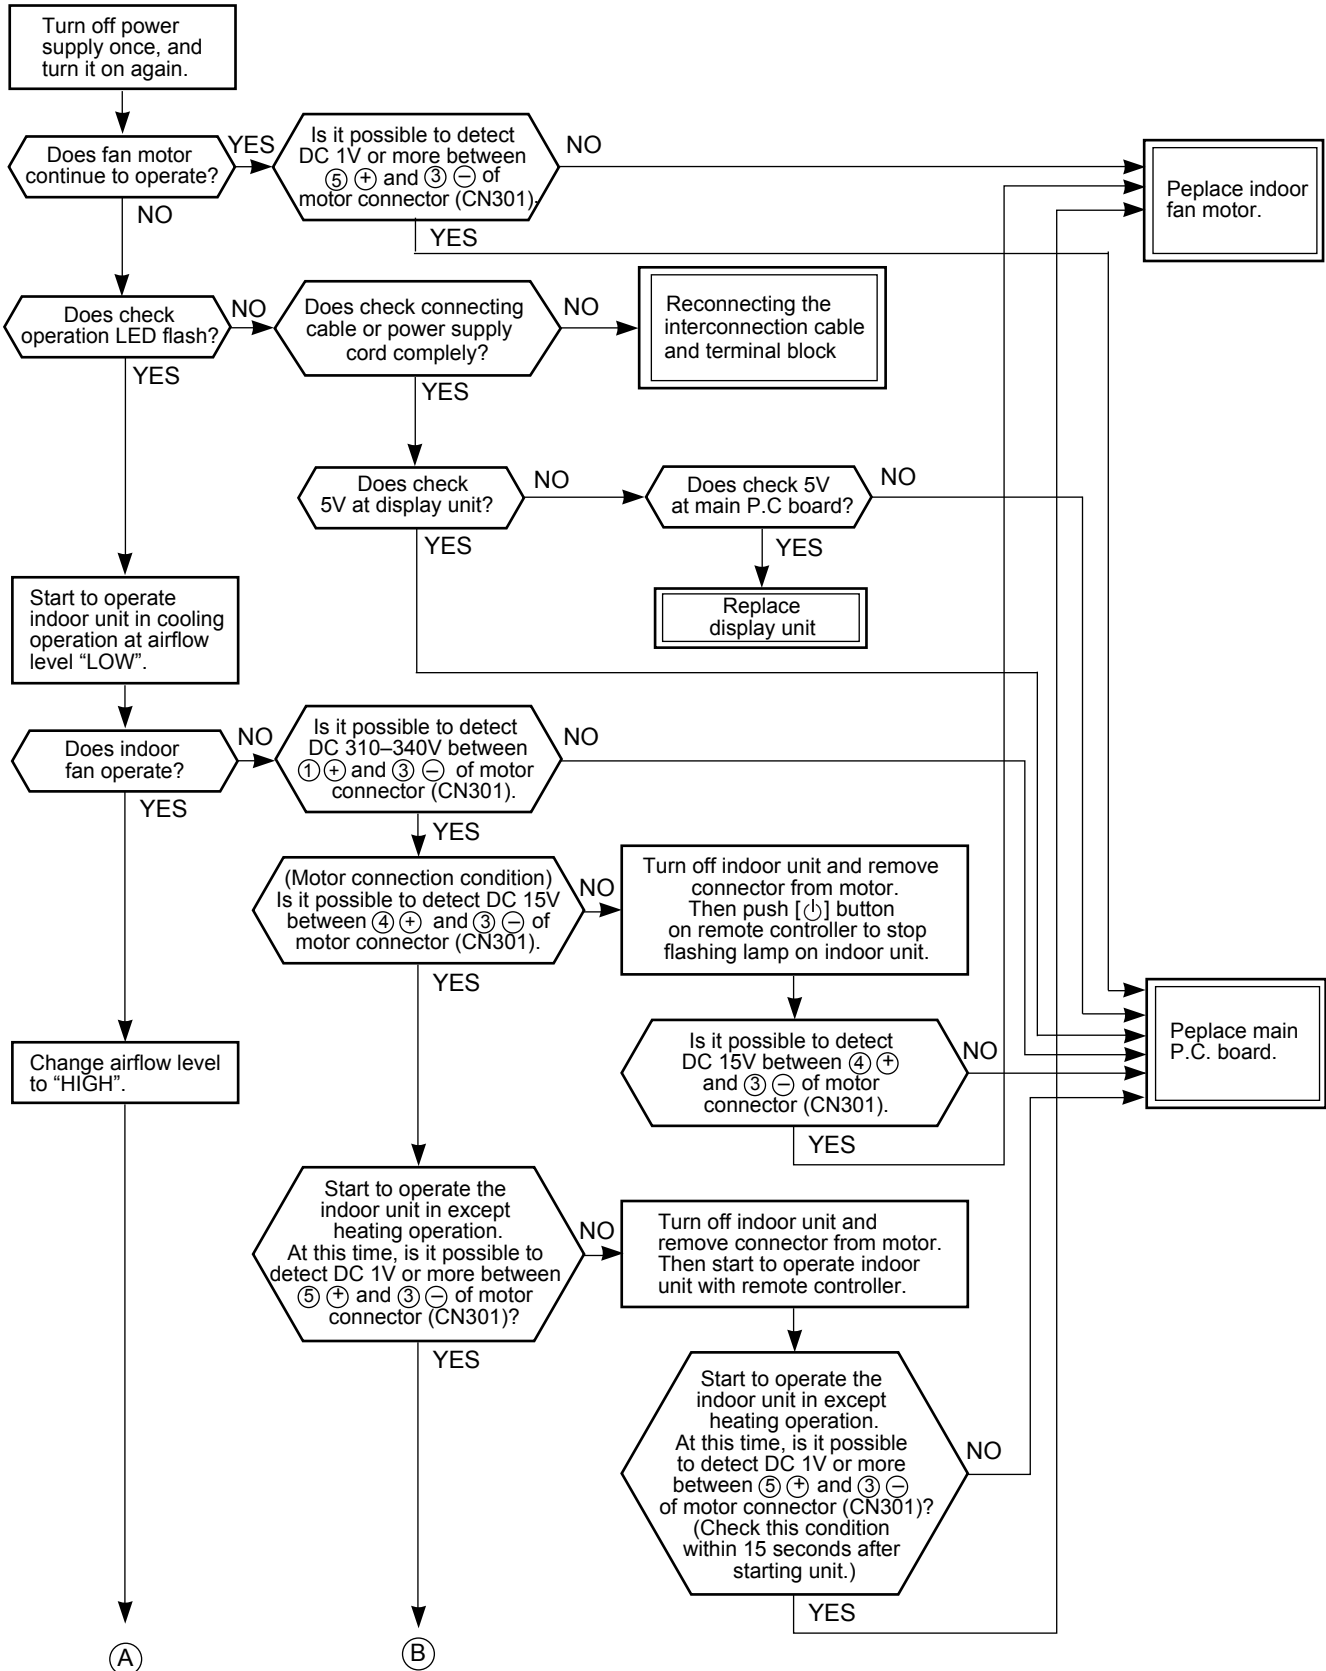 Turn off power
supply once, and
turn it on again.
Does fan motor
continue to operate?
YES
NO
Is it possible to detect
DC 1V or more between
⑤ ⊕ and ③ ⊖ of
motor connector (CN301).
NO
YES
Peplace indoor
fan motor.
Does check
operation LED flash?
NO
YES
Does check connecting
cable or power supply
cord complely?
NO
YES
Reconnecting the
interconnection cable
and terminal block
Does check
5V at display unit?
NO
YES
Does check 5V
at main P.C board?
NO
YES
Replace
display unit
Start to operate
indoor unit in cooling
operation at airflow
level “LOW”.
Does indoor
fan operate?
NO
YES
Is it possible to detect
DC 310–340V between
① ⊕ and ③ ⊖ of motor
connector (CN301).
NO
YES
(Motor connection condition)
Is it possible to detect DC 15V
between ④ ⊕ and ③ ⊖ of
motor connector (CN301).
NO
YES
Turn off indoor unit and remove
connector from motor.
Then push [⏻] button
on remote controller to stop
flashing lamp on indoor unit.
Is it possible to detect
DC 15V between ④ ⊕
and ③ ⊖ of motor
connector (CN301).
NO
YES
Peplace main
P.C. board.
Change airflow level
to “HIGH”.
Start to operate the
indoor unit in except
heating operation.
At this time, is it possible to
detect DC 1V or more between
⑤ ⊕ and ③ ⊖ of motor
connector (CN301)?
NO
YES
Turn off indoor unit and
remove connector from motor.
Then start to operate indoor
unit with remote controller.
Start to operate the
indoor unit in except
heating operation.
At this time, is it possible
to detect DC 1V or more
between ⑤ ⊕ and ③ ⊖
of motor connector (CN301)?
(Check this condition
within 15 seconds after
starting unit.)
NO
YES
Ⓐ
Ⓑ